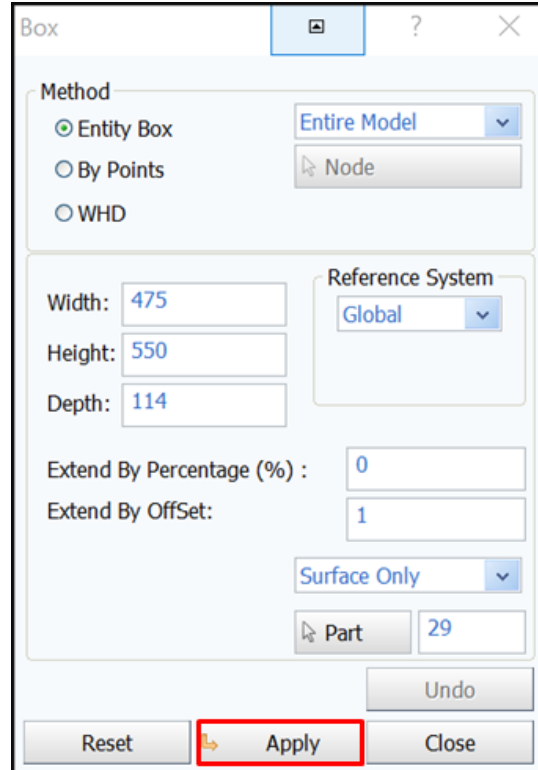 Box ?
Method
Entity Box Entire Model
By Points Node
WHD
Reference System
Width: 475 Global
Height: 550
Depth: 114
Extend By Percentage (%) : 0
Extend By OffSet: 1
Surface Only
Part 29
Undo
Reset Apply Close